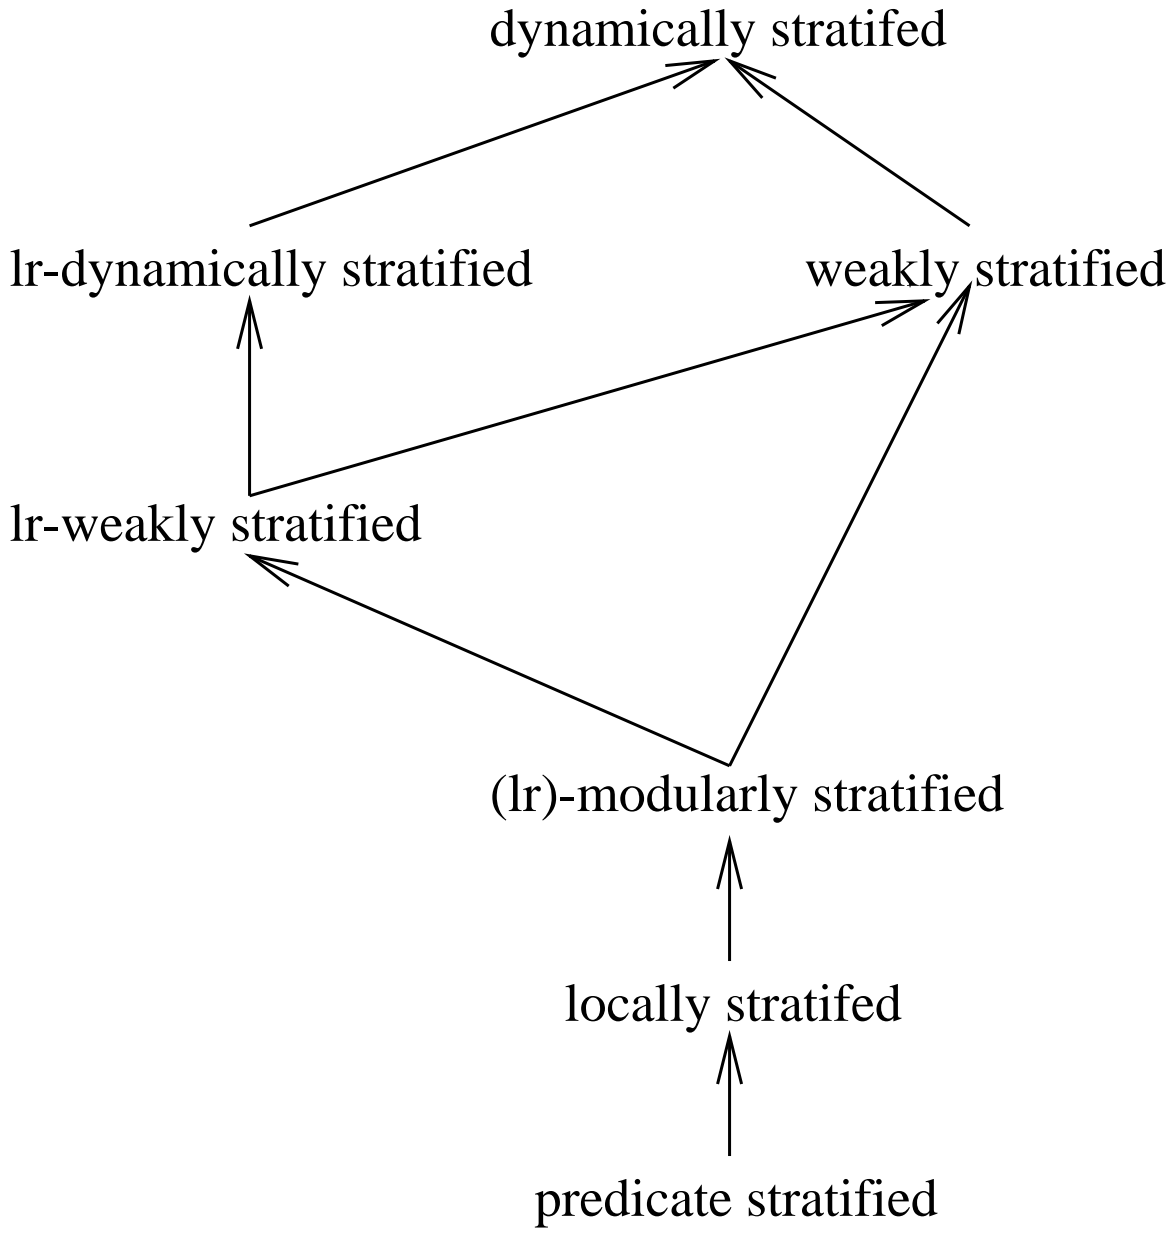 dynamically stratifed
lr-dynamically stratified
weakly stratified
lr-weakly stratified
(lr)-modularly stratified
locally stratifed
predicate stratified